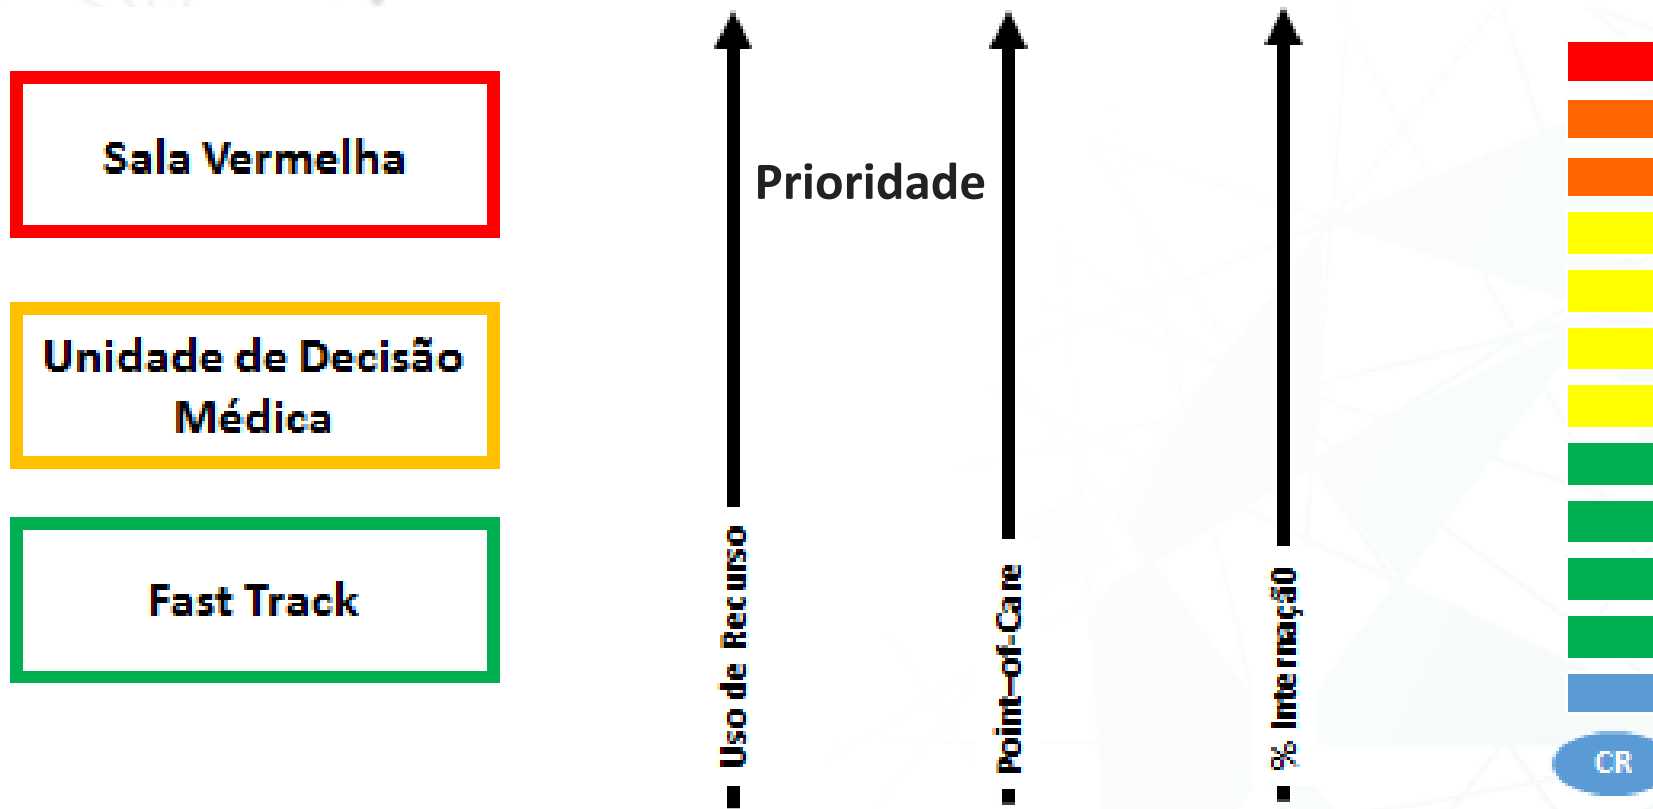 Sala Vermelha
Prioridade
Unidade de Decisão
Médica
Fast Track
Uso de Recurso
Point-of-Care
% Internação
CR